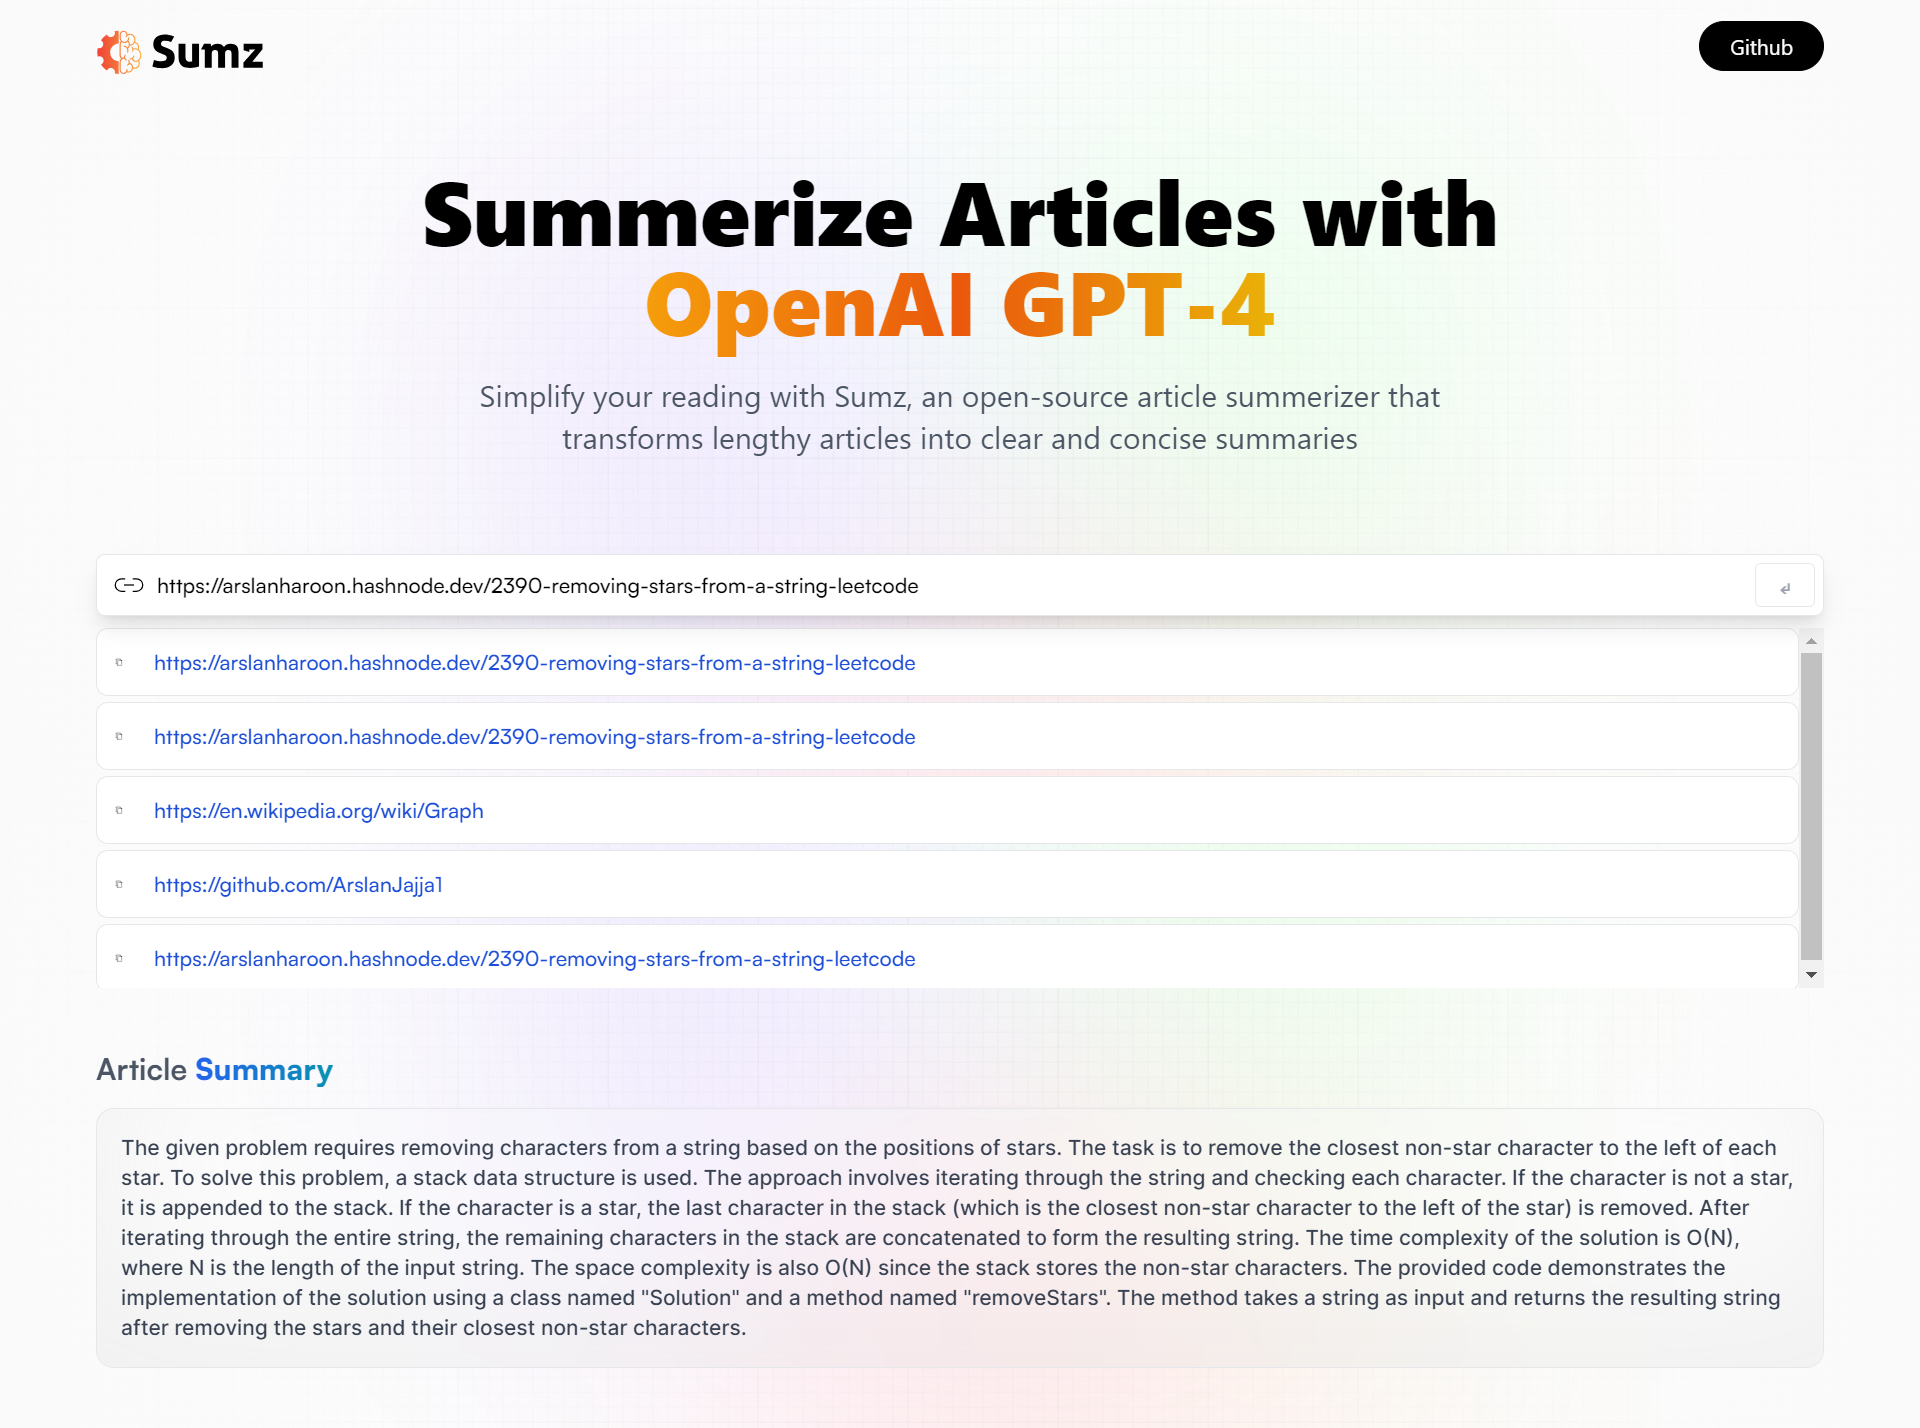 Sumz
Github
Summerize Articles with
OpenAI GPT-4
Simplify your reading with Sumz, an open-source article summerizer that
transforms lengthy articles into clear and concise summaries
https://arslanharoon.hashnode.dev/2390-removing-stars-from-a-string-leetcode
https://arslanharoon.hashnode.dev/2390-removing-stars-from-a-string-leetcode
https://arslanharoon.hashnode.dev/2390-removing-stars-from-a-string-leetcode
https://en.wikipedia.org/wiki/Graph
https://github.com/ArslanJajja1
https://arslanharoon.hashnode.dev/2390-removing-stars-from-a-string-leetcode
Article Summary
The given problem requires removing characters from a string based on the positions of stars. The task is to remove the closest non-star character to the left of each
star. To solve this problem, a stack data structure is used. The approach involves iterating through the string and checking each character. If the character is not a star,
it is appended to the stack. If the character is a star, the last character in the stack (which is the closest non-star character to the left of the star) is removed. After
iterating through the entire string, the remaining characters in the stack are concatenated to form the resulting string. The time complexity of the solution is O(N),
where N is the length of the input string. The space complexity is also O(N) since the stack stores the non-star characters. The provided code demonstrates the
implementation of the solution using a class named "Solution" and a method named "removeStars". The method takes a string as input and returns the resulting string
after removing the stars and their closest non-star characters.